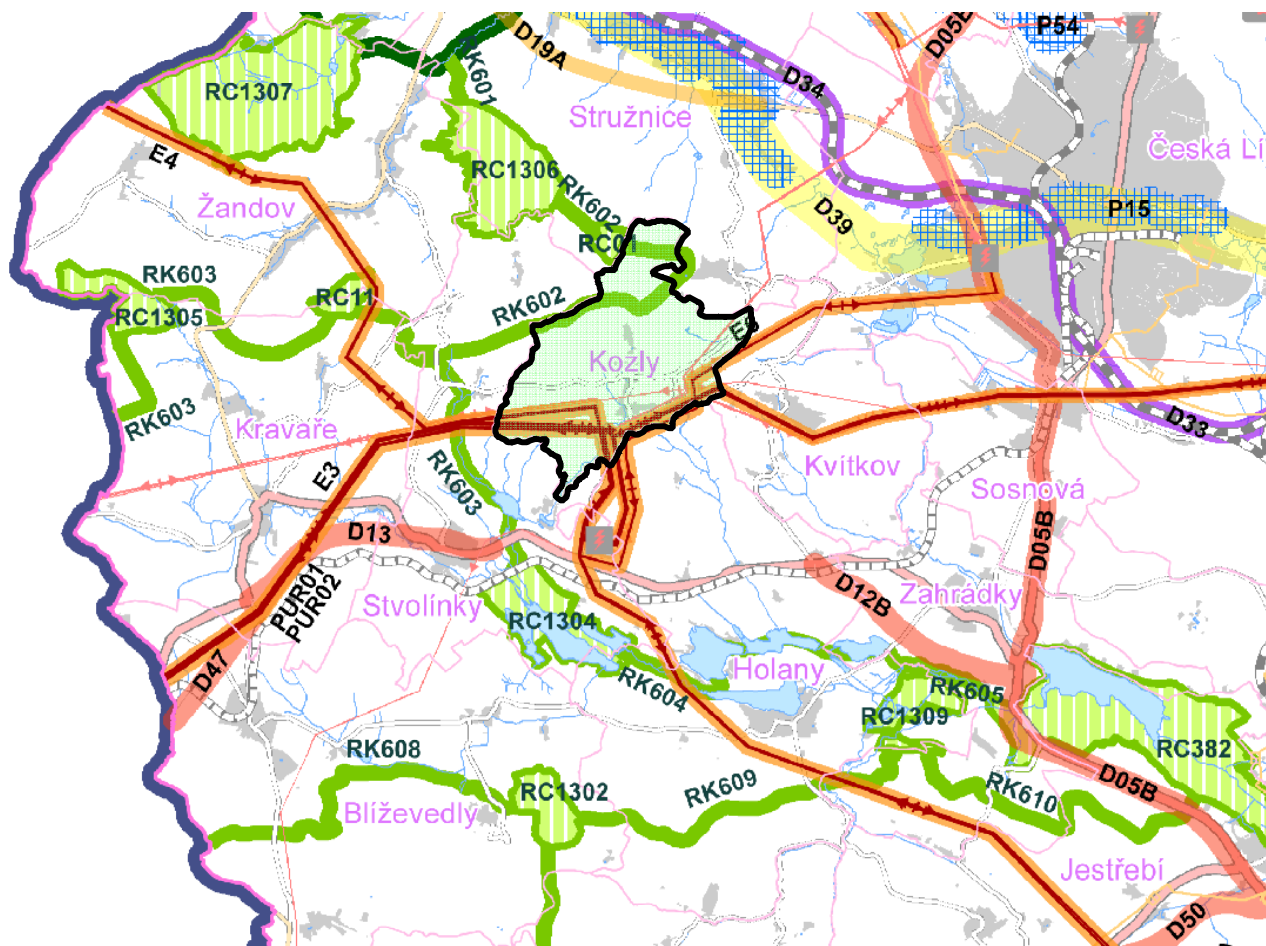 P54
D05B
D19A
RK601
D34
RC1307
Stružnice
Česká Lí
E4
RC1306
RK602
Žandov
P15
D39
RC01
RK603
RC11
RK602
RC1305
Kozly
RK603
Kravaře
D33
Kvítkov
E3
RK603
Sosnová
D05B
D13
PUR01
PUR02
Stvolínky
D12B
Zahrádky
RC1304
D47
Holany
RK604
RK605
RC1309
RC382
RK608
D05B
RC1302
RK609
RK610
Blíževedly
Jestřebí
D50